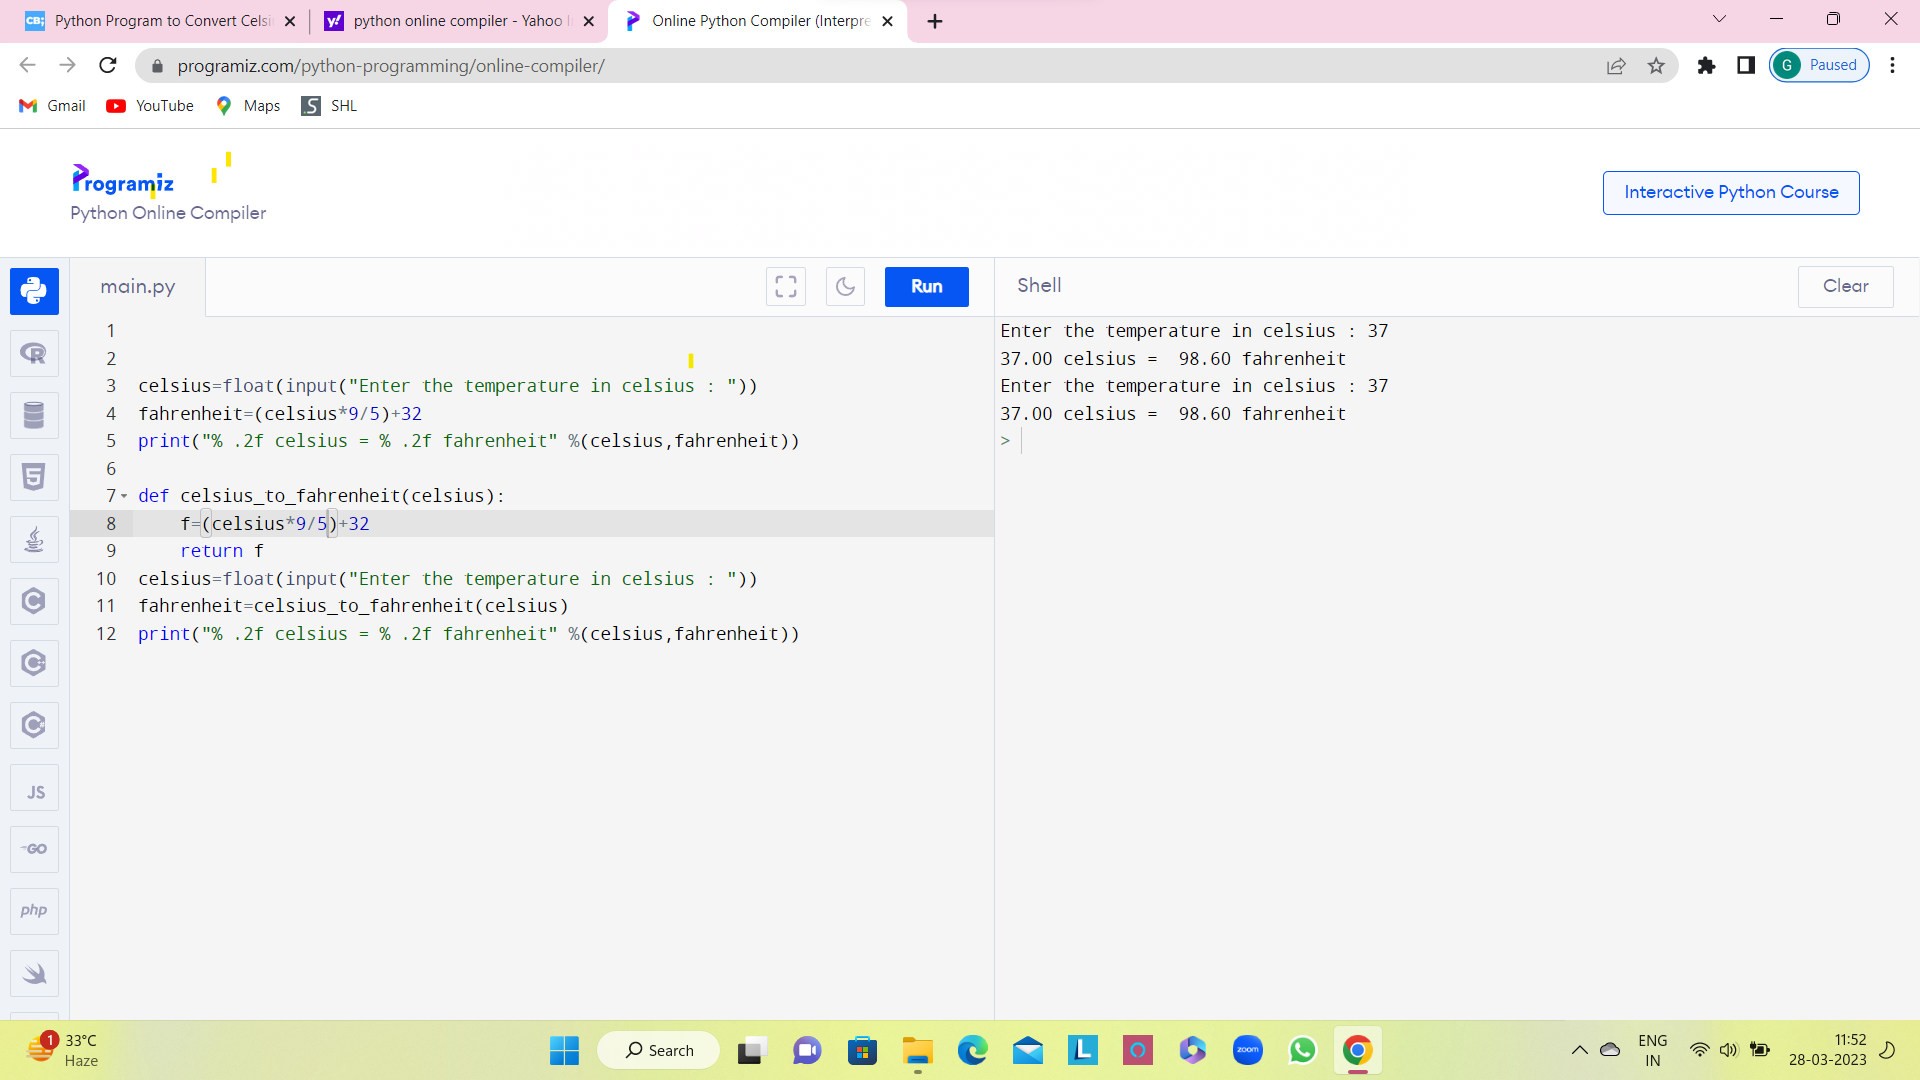 Python Program to Convert Celsi
python online compiler - Yahoo I
Online Python Compiler (Interpre
programiz.com/python-programming/online-compiler/
G Paused
Gmail YouTube Maps SHL
Programiz
Python Online Compiler
Interactive Python Course
main.py
Run
Shell
Clear
1
2
3 celsius=float(input("Enter the temperature in celsius : "))
4 fahrenheit=(celsius*9/5)+32
5 print("% .2f celsius = % .2f fahrenheit" %(celsius,fahrenheit))
6
7 def celsius_to_fahrenheit(celsius):
8     f=(celsius*9/5)+32
9     return f
10 celsius=float(input("Enter the temperature in celsius : "))
11 fahrenheit=celsius_to_fahrenheit(celsius)
12 print("% .2f celsius = % .2f fahrenheit" %(celsius,fahrenheit))
Enter the temperature in celsius : 37
37.00 celsius =  98.60 fahrenheit
Enter the temperature in celsius : 37
37.00 celsius =  98.60 fahrenheit
>
R
5
C
C
C
JS
GO
php
1
33°C
Haze
Search
L
zoom
ENG
IN
11:52
28-03-2023